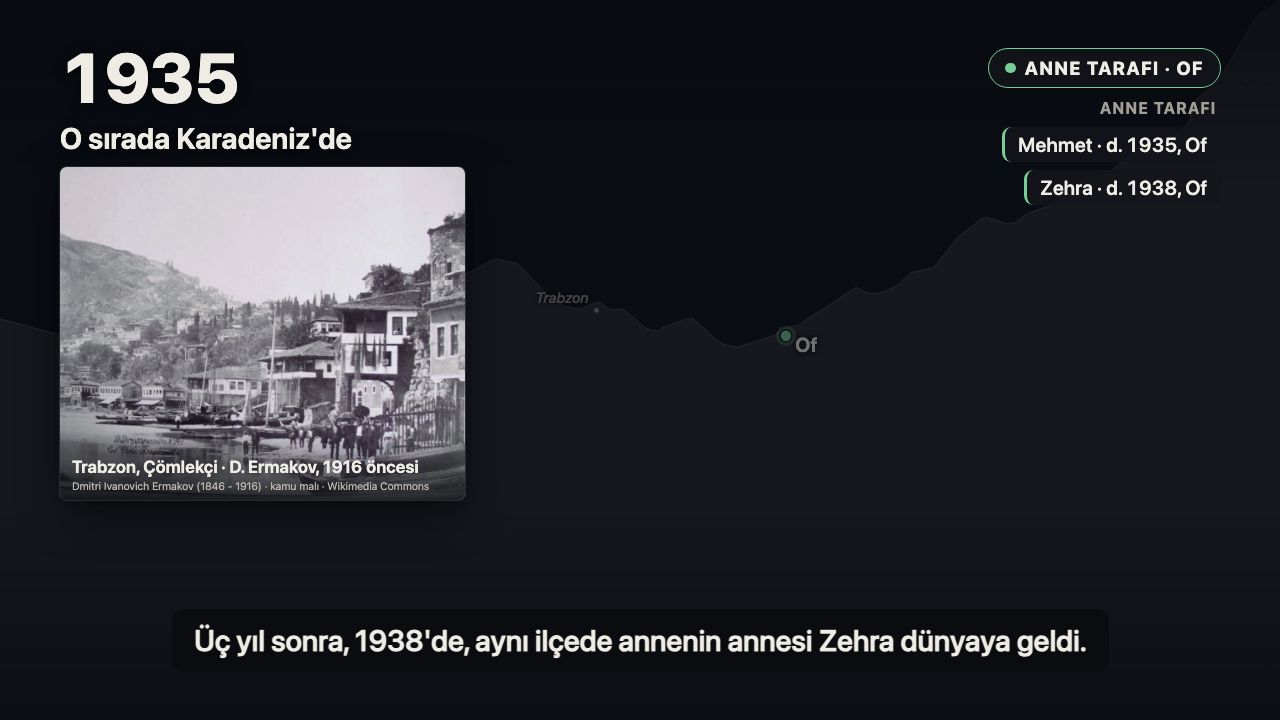 1935
O sırada Karadeniz'de
Trabzon, Çömlekçi · D. Ermakov, 1916 öncesi
Dmitri Ivanovich Ermakov (1846 - 1916) · kamu malı · Wikimedia Commons
ANNE TARAFI · OF
ANNE TARAFI
Mehmet · d. 1935, Of
Zehra · d. 1938, Of
Trabzon
Of
Üç yıl sonra, 1938'de, aynı ilçede annenin annesi Zehra dünyaya geldi.